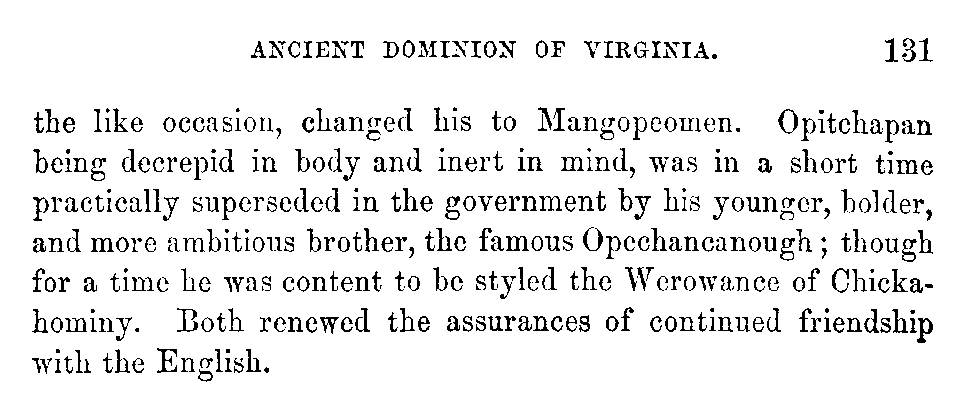 ANCIENT DOMINION OF VIRGINIA. 131
the like occasion, changed his to Mangopeomen. Opitchapan
being decrepid in body and inert in mind, was in a short time
practically superseded in the government by his younger, bolder,
and more ambitious brother, the famous Opechancanough; though
for a time he was content to be styled the Werowance of Chicka-
hominy. Both renewed the assurances of continued friendship
with the English.